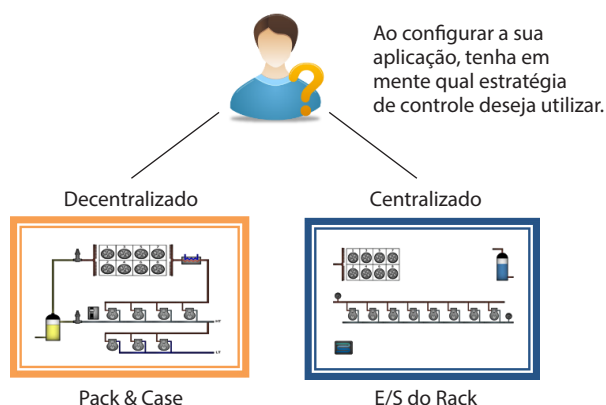 Ao configurar a sua
aplicação, tenha em
mente qual estratégia
de controle deseja utilizar.
Decentralizado
Centralizado
Pack & Case
E/S do Rack